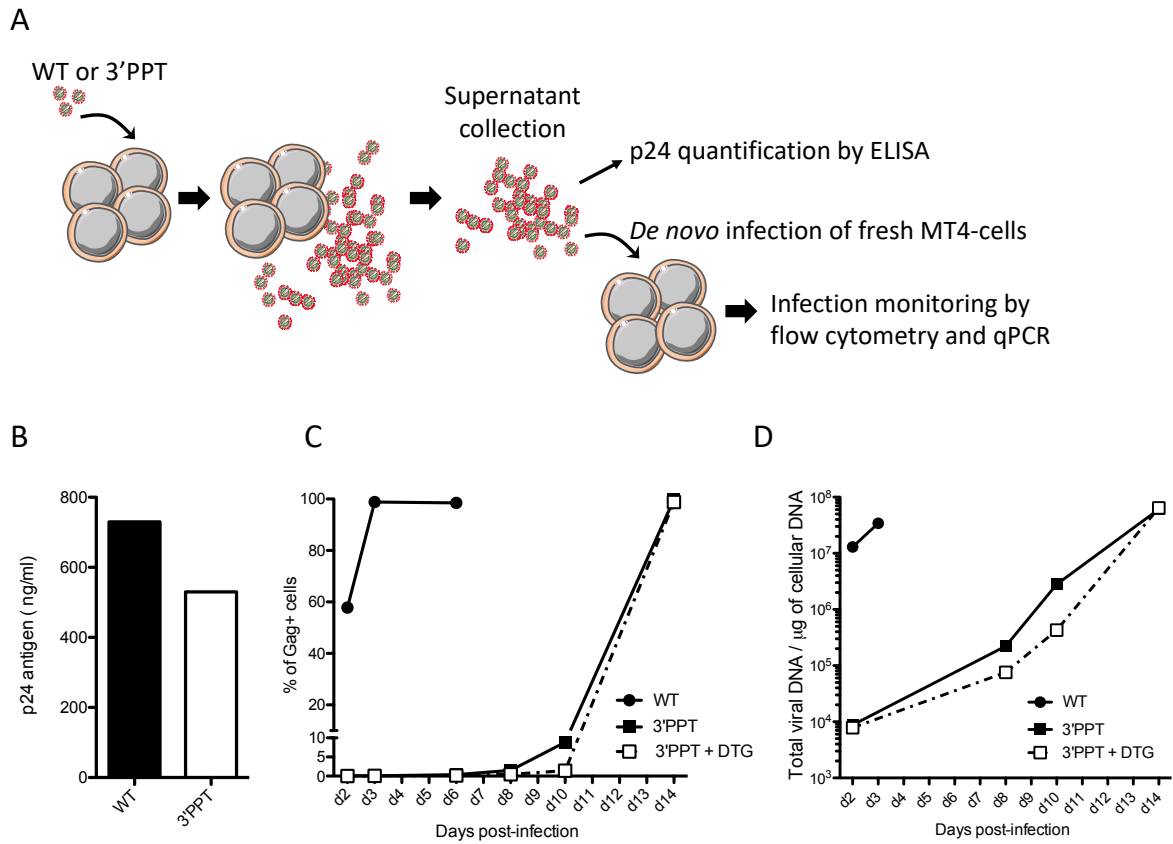 A
WT or 3'PPT
Supernatant
collection
p24 quantification by ELISA
De novo infection of fresh MT4-cells
Infection monitoring by
flow cytometry and qPCR
B
p24 antigen ( ng/ml)
800
600
400
200
0
WT
3'PPT
C
% of Gag+ cells
100
80
60
40
20
10
5
0
WT
3'PPT
3'PPT + DTG
d2
d3
d4
d5
d6
d7
d8
d9
d10
d11
d12
d13
d14
Days post-infection
D
Total viral DNA / µg of cellular DNA
10^8
10^7
10^6
10^5
10^4
10^3
WT
3'PPT
3'PPT + DTG
d2
d3
d4
d5
d6
d7
d8
d9
d10
d11
d12
d13
d14
Days post-infection